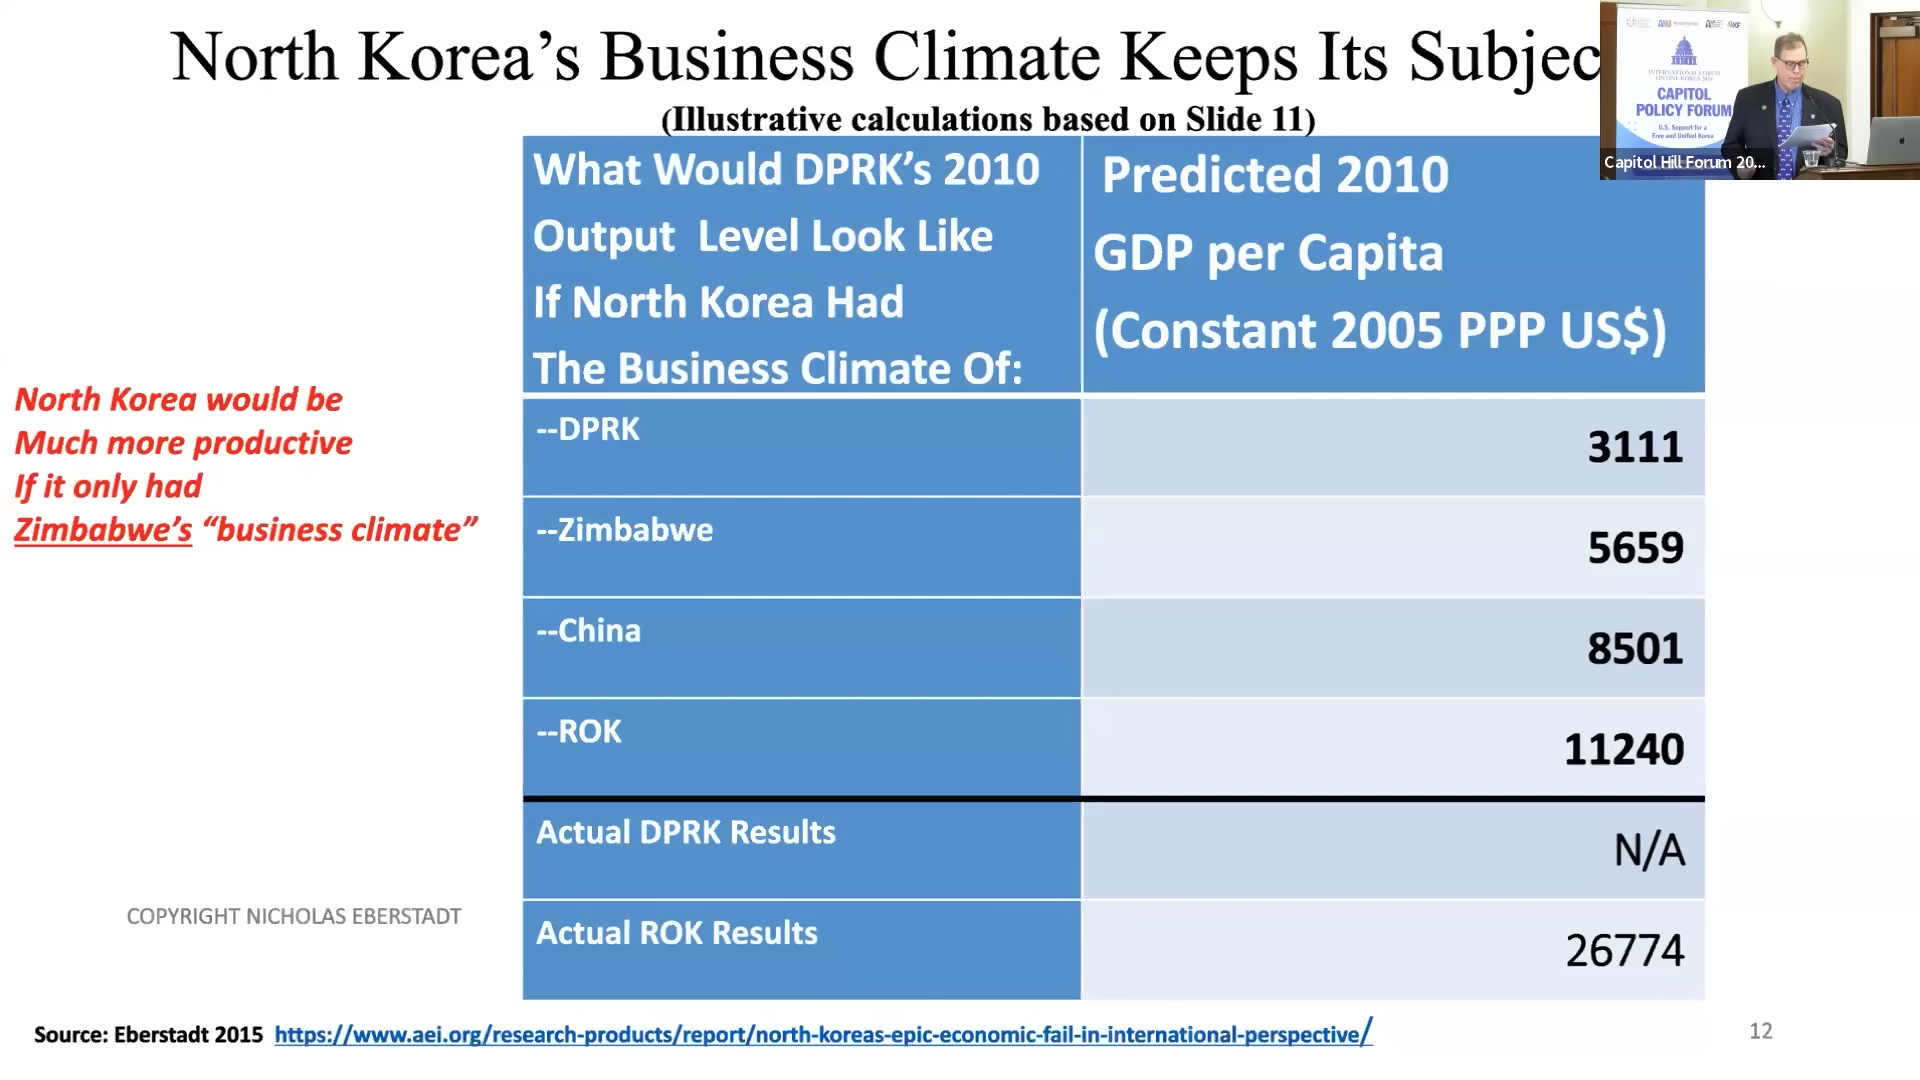 North Korea’s Business Climate Keeps Its Subjec
(Illustrative calculations based on Slide 11)
What Would DPRK’s 2010
Output Level Look Like
If North Korea Had
The Business Climate Of:
Predicted 2010
GDP per Capita
(Constant 2005 PPP US$)
North Korea would be
Much more productive
If it only had
Zimbabwe’s “business climate”
--DPRK
3111
--Zimbabwe
5659
--China
8501
--ROK
11240
Actual DPRK Results
N/A
Actual ROK Results
26774
COPYRIGHT NICHOLAS EBERSTADT
Source: Eberstadt 2015 https://www.aei.org/research-products/report/north-koreas-epic-economic-fail-in-international-perspective/
12
INTERNATIONAL FORUM
ON ONE KOREA
CAPITOL
POLICY FORUM
U.S. Support for a
Free and Unified Korea
Capitol Hill Forum 20...